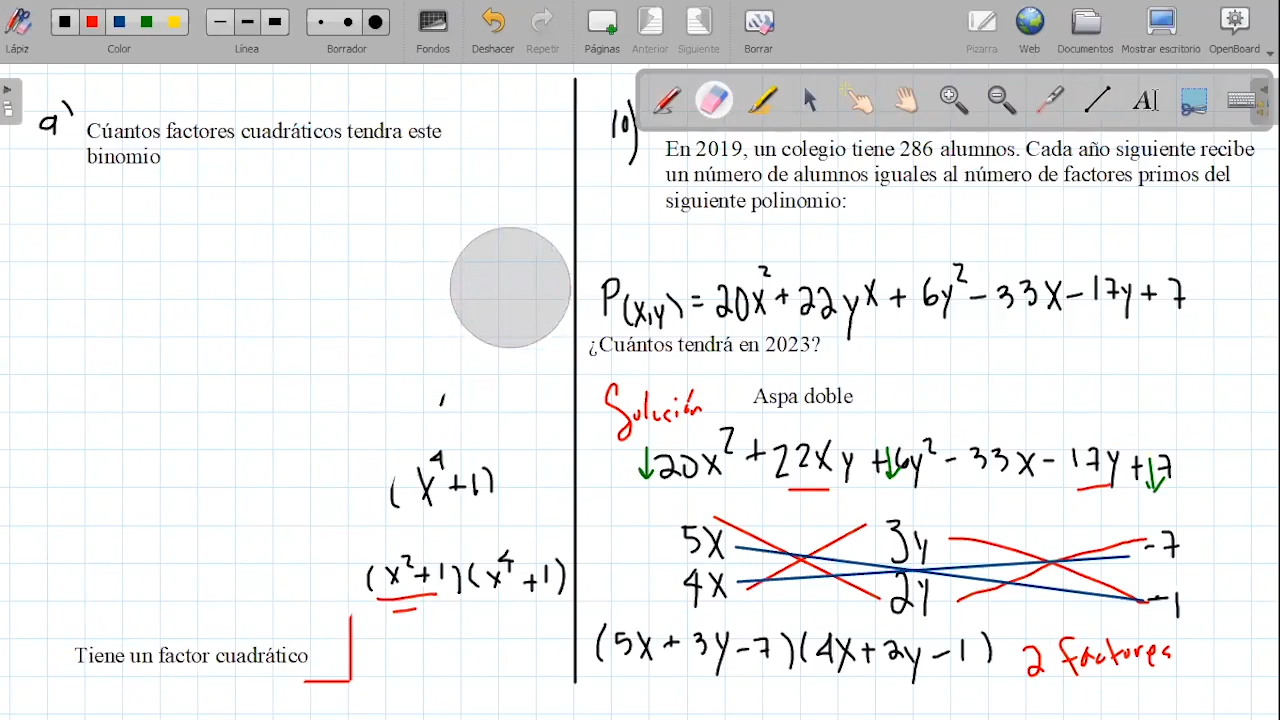 Lápiz Color Línea Borrador Fondos Deshacer Repetir Páginas Anterior Siguiente Borrar Pizarra Web Documentos Mostrar escritorio OpenBoard
9)
Cúantos factores cuadráticos tendra este
binomio
(x⁴+1)
(x²+1)(x⁴+1)
Tiene un factor cuadrático
10)
En 2019, un colegio tiene 286 alumnos. Cada año siguiente recibe
un número de alumnos iguales al número de factores primos del
siguiente polinomio:
P(x,y) = 20x² + 22yx + 6y² - 33x - 17y + 7
¿Cuántos tendrá en 2023?
Solución Aspa doble
20x² + 22xy + 6y² - 33x - 17y + 7
5x 3y -7
4x 2y -1
(5x + 3y - 7)(4x + 2y - 1) 2 factores